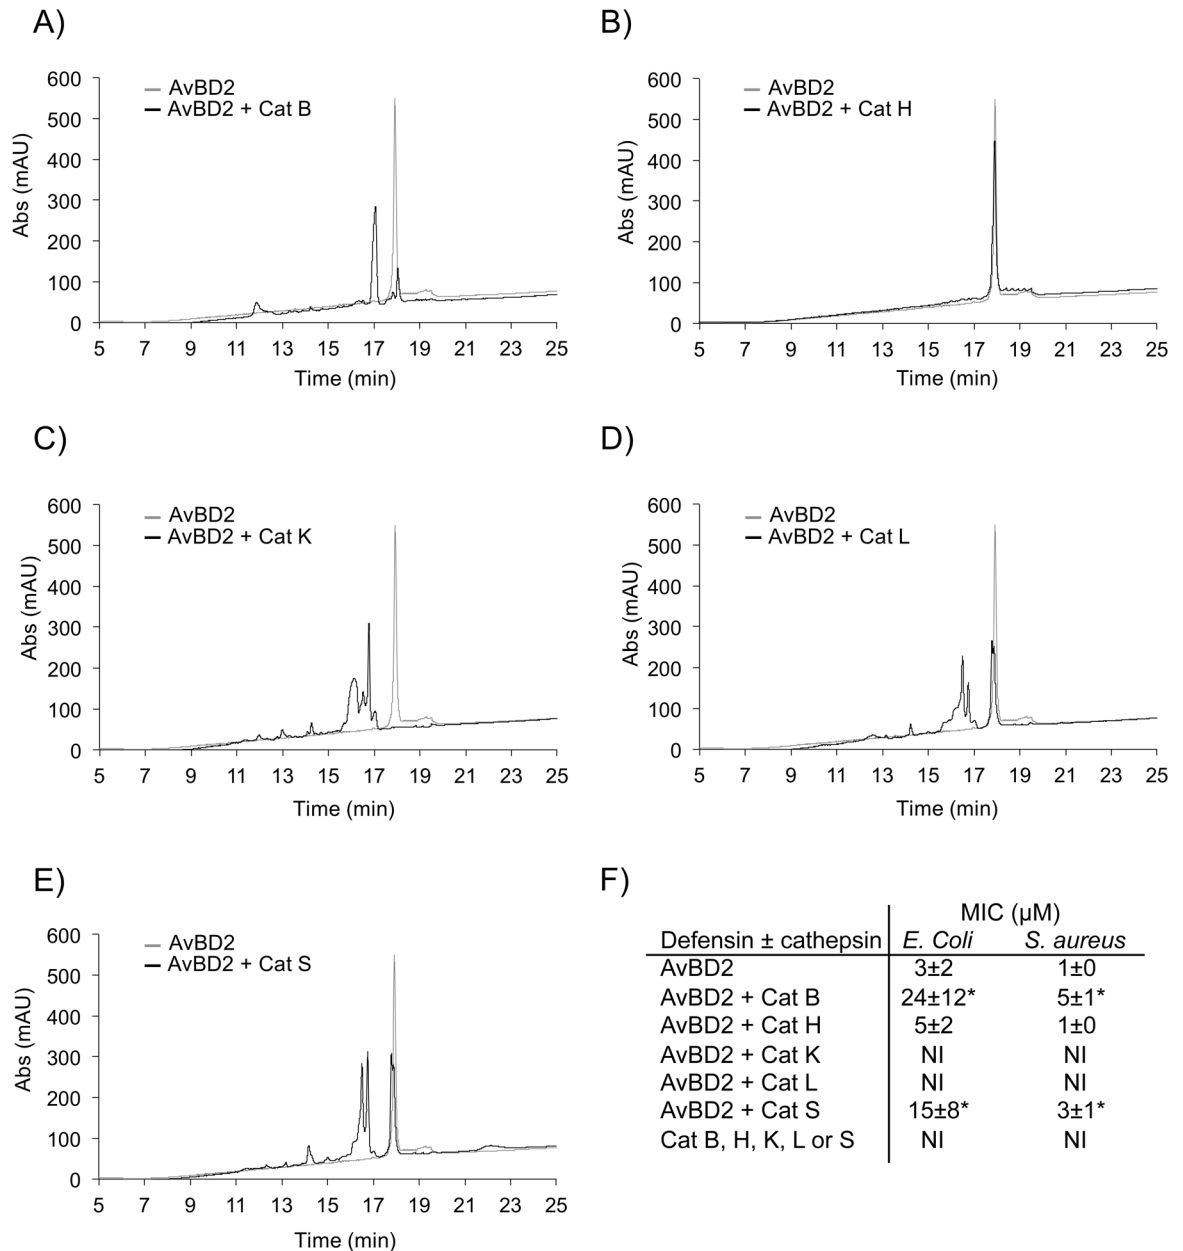 A)
B)
600
500
400
300
200
100
0
Abs (mAU)
AvBD2
AvBD2 + Cat B
5 7 9 11 13 15 17 19 21 23 25
Time (min)
600
500
400
300
200
100
0
Abs (mAU)
AvBD2
AvBD2 + Cat H
5 7 9 11 13 15 17 19 21 23 25
Time (min)
C)
D)
600
500
400
300
200
100
0
Abs (mAU)
AvBD2
AvBD2 + Cat K
5 7 9 11 13 15 17 19 21 23 25
Time (min)
600
500
400
300
200
100
0
Abs (mAU)
AvBD2
AvBD2 + Cat L
5 7 9 11 13 15 17 19 21 23 25
Time (min)
E)
F)
600
500
400
300
200
100
0
Abs (mAU)
AvBD2
AvBD2 + Cat S
5 7 9 11 13 15 17 19 21 23 25
Time (min)
MIC (µM)
Defensin ± cathepsin E. Coli S. aureus
AvBD2 3±2 1±0
AvBD2 + Cat B 24±12* 5±1*
AvBD2 + Cat H 5±2 1±0
AvBD2 + Cat K NI NI
AvBD2 + Cat L NI NI
AvBD2 + Cat S 15±8* 3±1*
Cat B, H, K, L or S NI NI